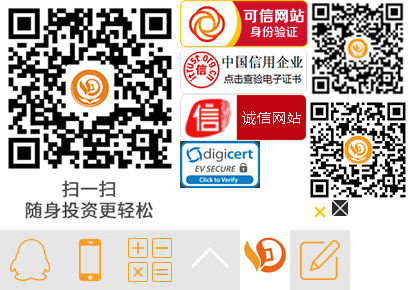 扫一扫
随身投资更轻松
可信网站
身份验证
trust.org.cn
信
中国信用企业
点击查验电子证书
信
诚信网站
digicert
EV SECURE
Click to Verify